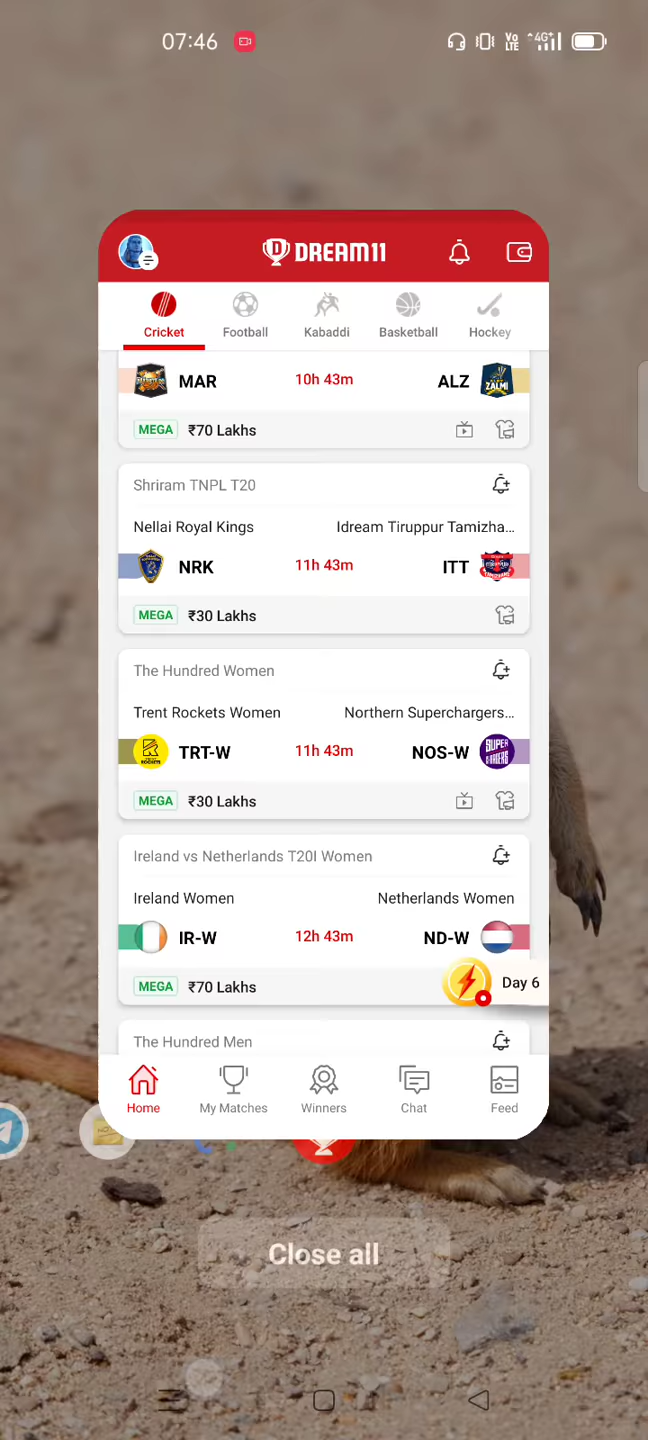 07:46
Vo LTE 4G+
DREAM11
Cricket Football Kabaddi Basketball Hockey
MAR 10h 43m ALZ
MEGA ₹70 Lakhs
Shriram TNPL T20
Nellai Royal Kings Idream Tiruppur Tamizha...
NRK 11h 43m ITT
MEGA ₹30 Lakhs
The Hundred Women
Trent Rockets Women Northern Superchargers...
TRT-W 11h 43m NOS-W
MEGA ₹30 Lakhs
Ireland vs Netherlands T20I Women
Ireland Women Netherlands Women
IR-W 12h 43m ND-W
MEGA ₹70 Lakhs
Day 6
The Hundred Men
Home My Matches Winners Chat Feed
Close all